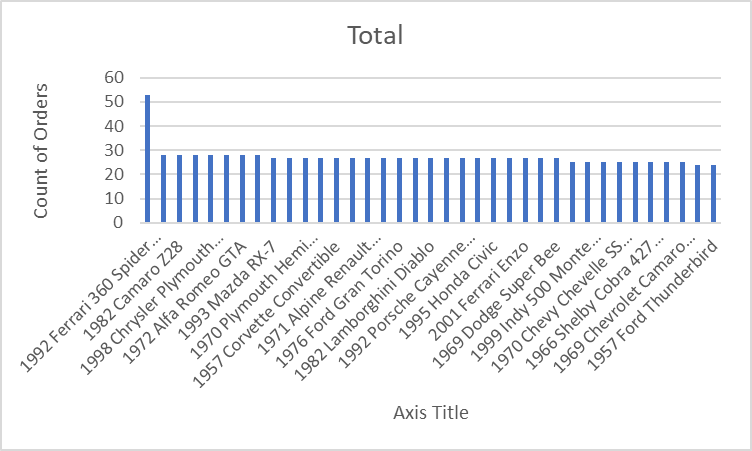 Total
Count of Orders
60
50
40
30
20
10
0
1992 Ferrari 360 Spider...
1982 Camaro Z28
1998 Chrysler Plymouth...
1972 Alfa Romeo GTA
1993 Mazda RX-7
1970 Plymouth Hemi...
1957 Corvette Convertible
1971 Alpine Renault...
1976 Ford Gran Torino
1982 Lamborghini Diablo
1992 Porsche Cayenne...
1995 Honda Civic
2001 Ferrari Enzo
1969 Dodge Super Bee
1999 Indy 500 Monte...
1970 Chevy Chevelle SS...
1966 Shelby Cobra 427...
1969 Chevrolet Camaro...
1957 Ford Thunderbird
Axis Title